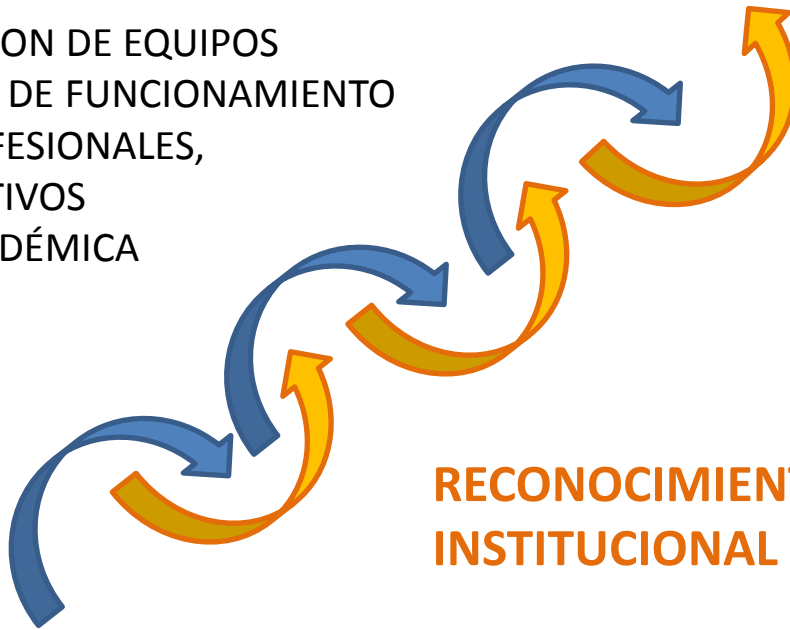 ON DE EQUIPOS
DE FUNCIONAMIENTO
FESIONALES,
TIVOS
DÉMICA
RECONOCIMIEN
INSTITUCIONAL